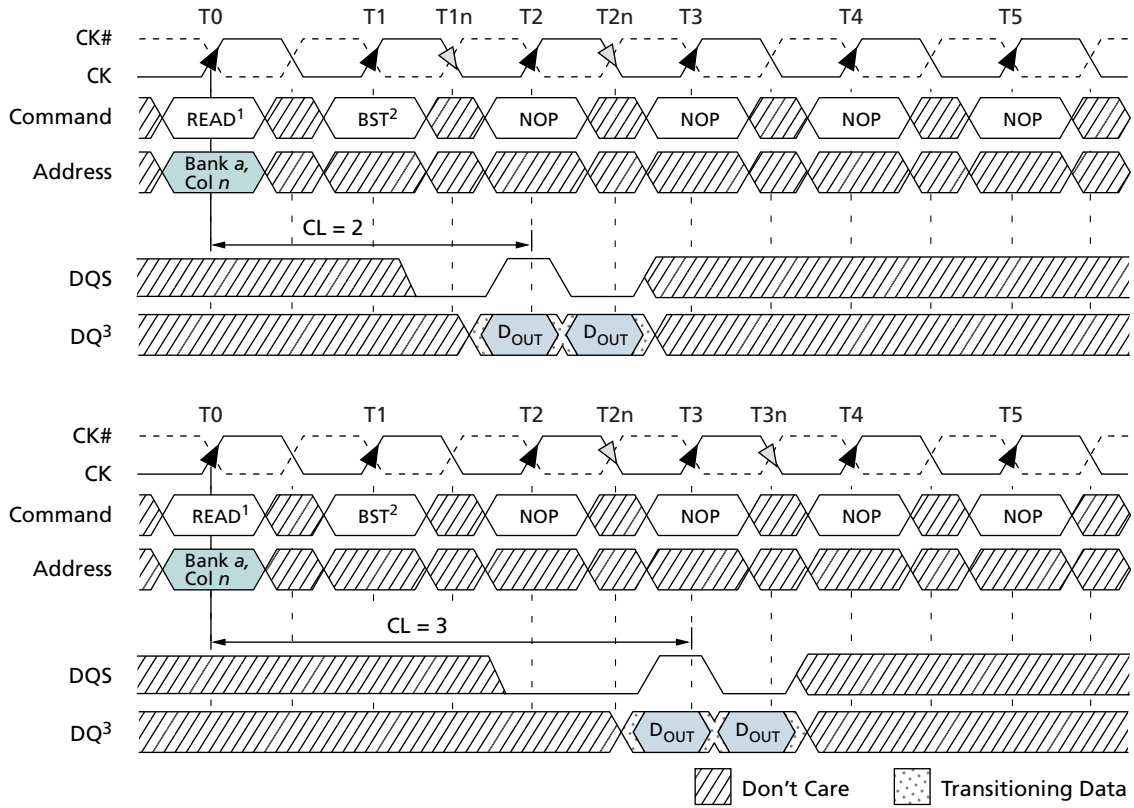 T0 T1 T1n T2 T2n T3 T4 T5
CK#
CK
Command READ¹ BST² NOP NOP NOP NOP
Address Bank a,
Col n
CL = 2
DQS
DQ³ DOUT DOUT
T0 T1 T2 T2n T3 T3n T4 T5
CK#
CK
Command READ¹ BST² NOP NOP NOP NOP
Address Bank a,
Col n
CL = 3
DQS
DQ³ DOUT DOUT
Don't Care Transitioning Data